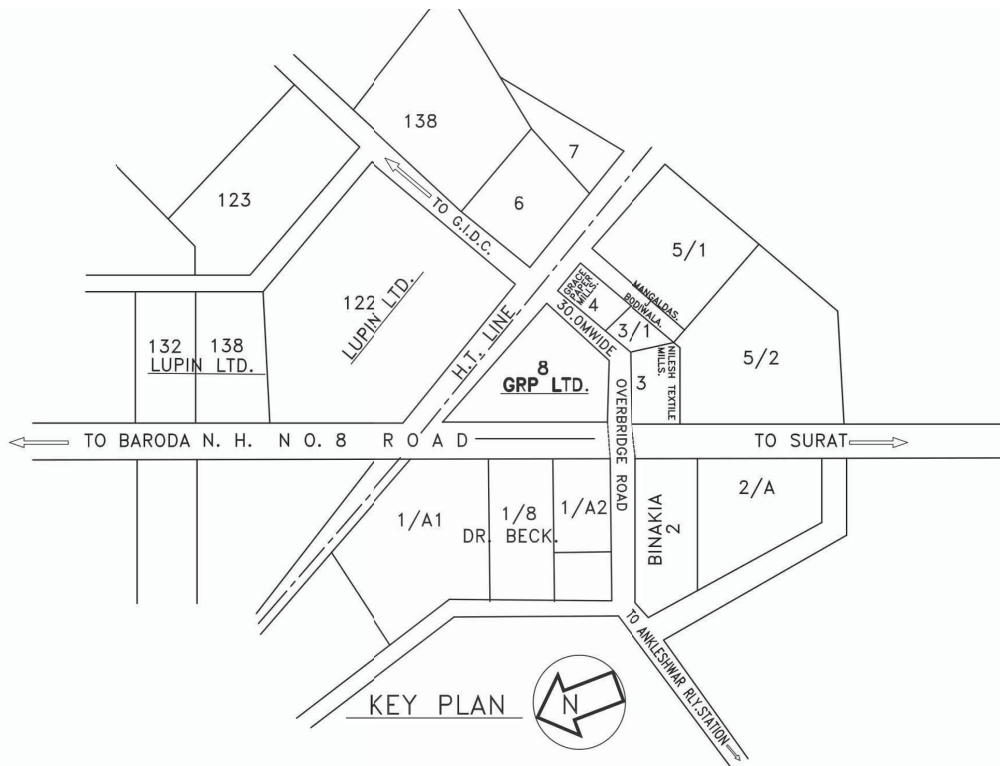 138
7
123
6
TO G.I.D.C.
5/1
122
LUPIN LTD.
GRACE
PAPER
MILLS.
4
MANGALDAS.
BODIWALA.
30.0MWIDE
3/1
H.T. LINE
132
138
LUPIN LTD.
8
GRP LTD.
3
NILESH TEXTILE
MILLS.
5/2
OVERBRIDGE ROAD
TO BARODA N. H. NO.8 ROAD
TO SURAT
1/A1
1/8
DR. BECK.
1/A2
BINAKIA
2
2/A
TO ANKLESHWAR RLY.STATION
KEY PLAN
N